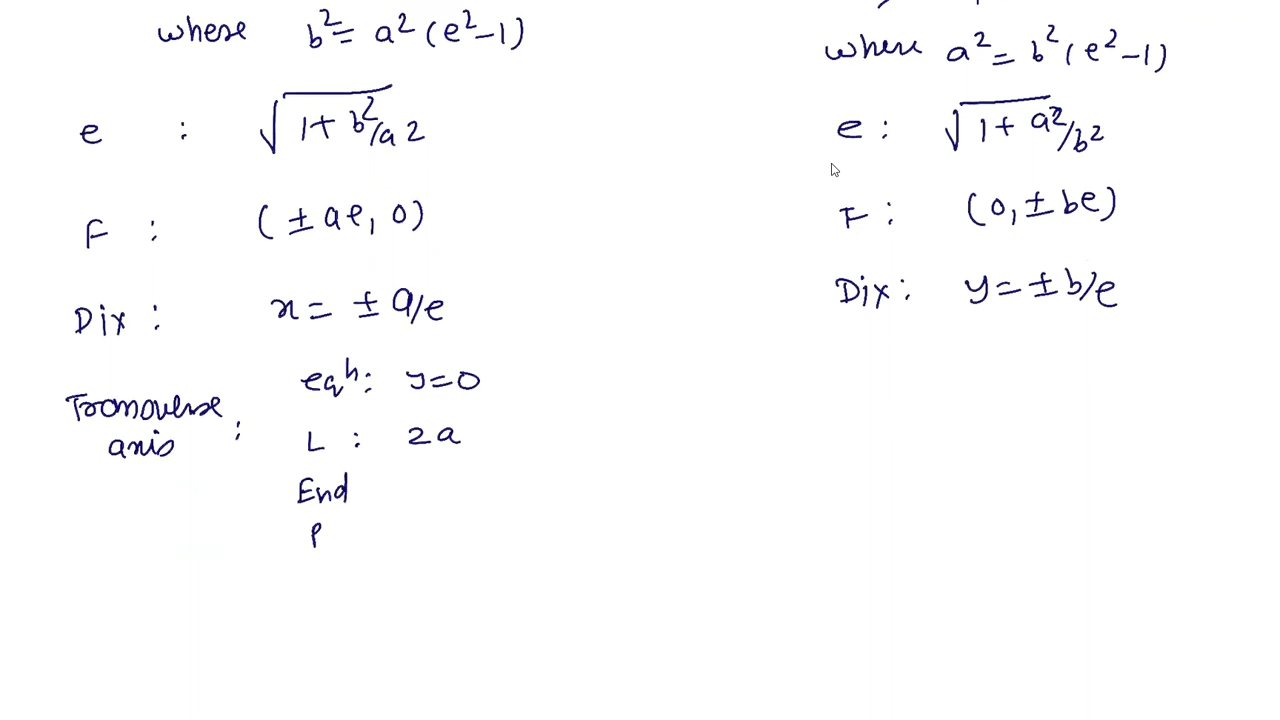 where b² = a² (e²-1)
e : √1+ b²/a2
F : (± ae, 0)
Dix : x = ± a/e
eqⁿ: y=0
Transverse
axis :
L : 2a
End
P
where a² = b² (e²-1)
e : √1+ a²/b²
F : (0, ± be)
Dix : y = ± b/e